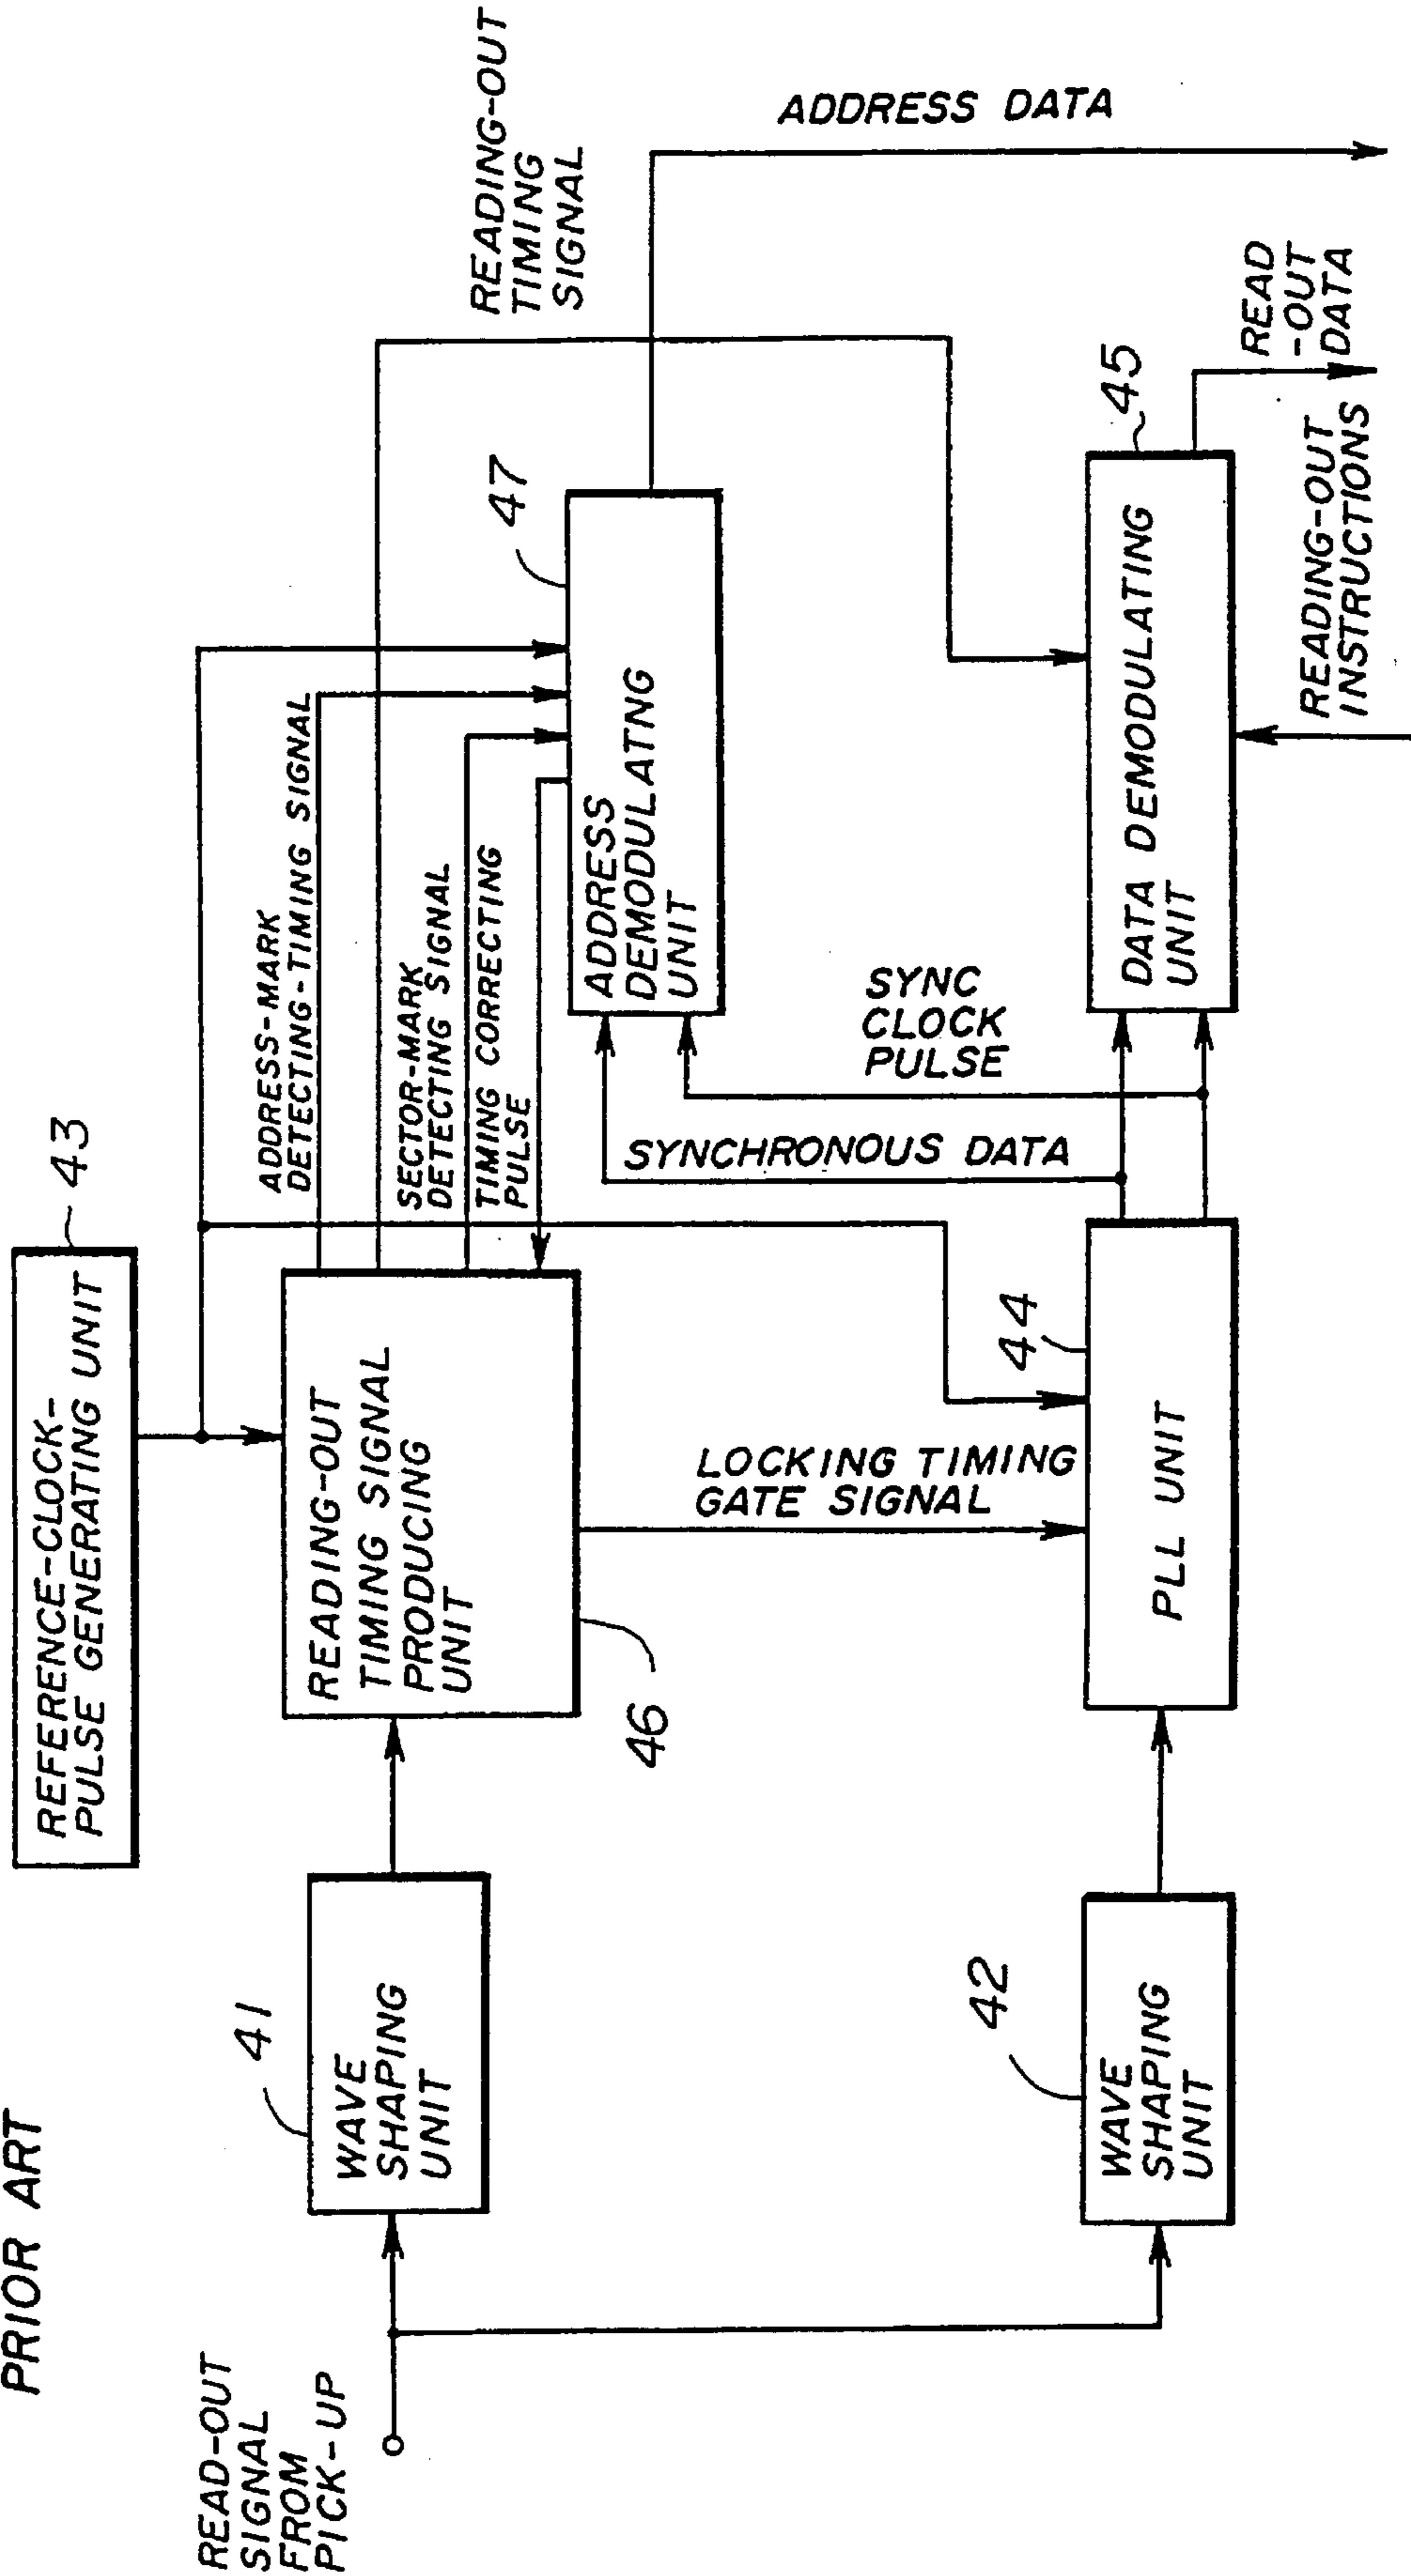 PRIOR ART
READ-OUT
SIGNAL
FROM
PICK-UP
41
WAVE
SHAPING
UNIT
42
WAVE
SHAPING
UNIT
REFERENCE-CLOCK-
PULSE GENERATING UNIT
43
READING-OUT
TIMING SIGNAL
PRODUCING
UNIT
46
LOCKING TIMING
GATE SIGNAL
44
PLL UNIT
ADDRESS-MARK
DETECTING-TIMING SIGNAL
SECTOR-MARK
DETECTING SIGNAL
TIMING CORRECTING
PULSE
SYNCHRONOUS DATA
SYNC
CLOCK
PULSE
47
ADDRESS
DEMODULATNG
UNIT
45
DATA DEMODULATING
UNIT
READING-OUT
TIMING
SIGNAL
ADDRESS DATA
READ
-OUT
DATA
READING-OUT
INSTRUCTIONS